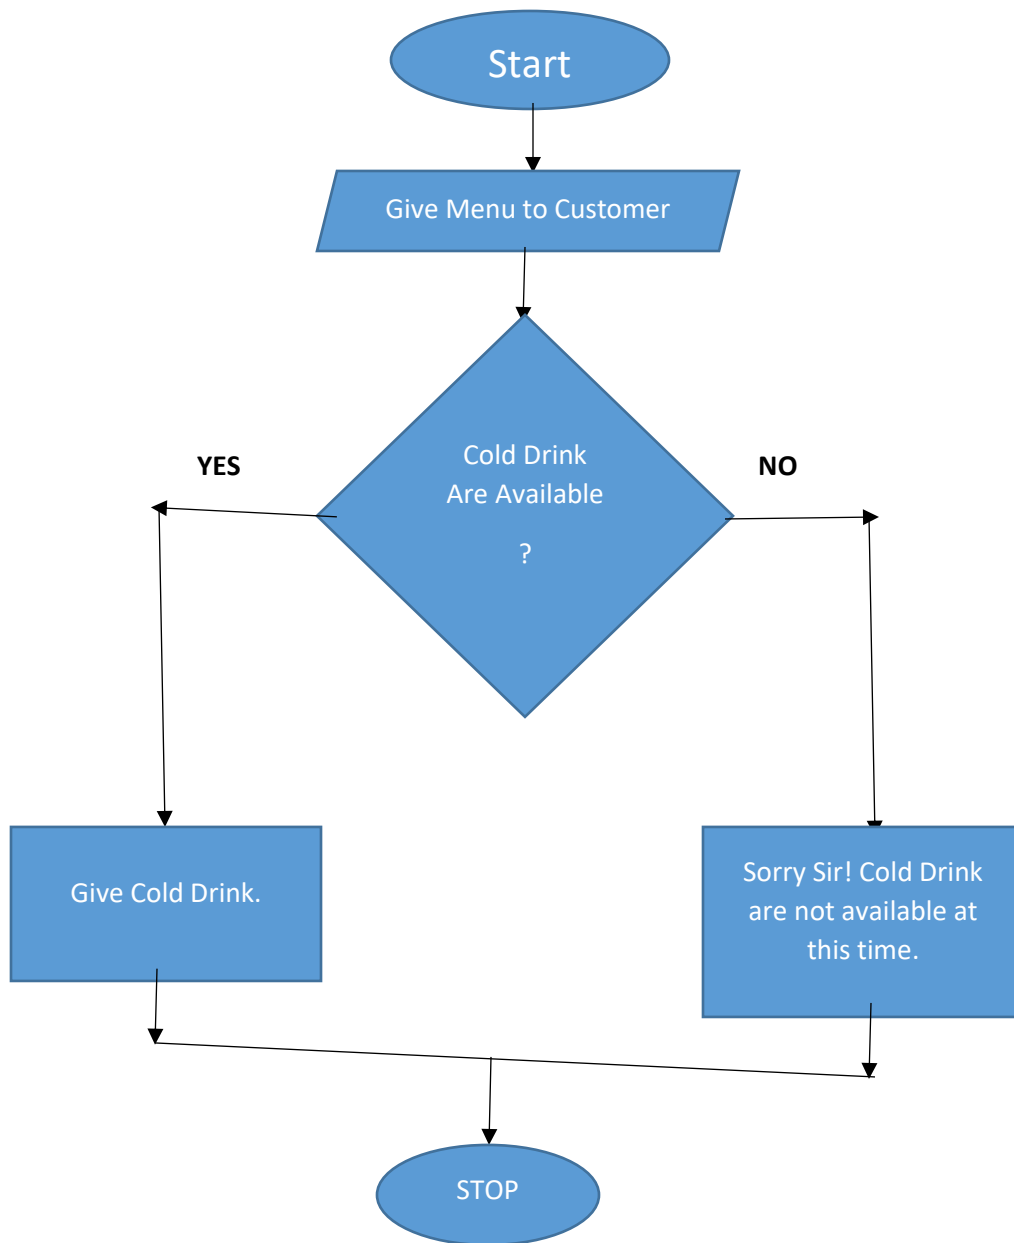 Start
Give Menu to Customer
YES
Cold Drink
Are Available
?
NO
Give Cold Drink.
Sorry Sir! Cold Drink
are not available at
this time.
STOP